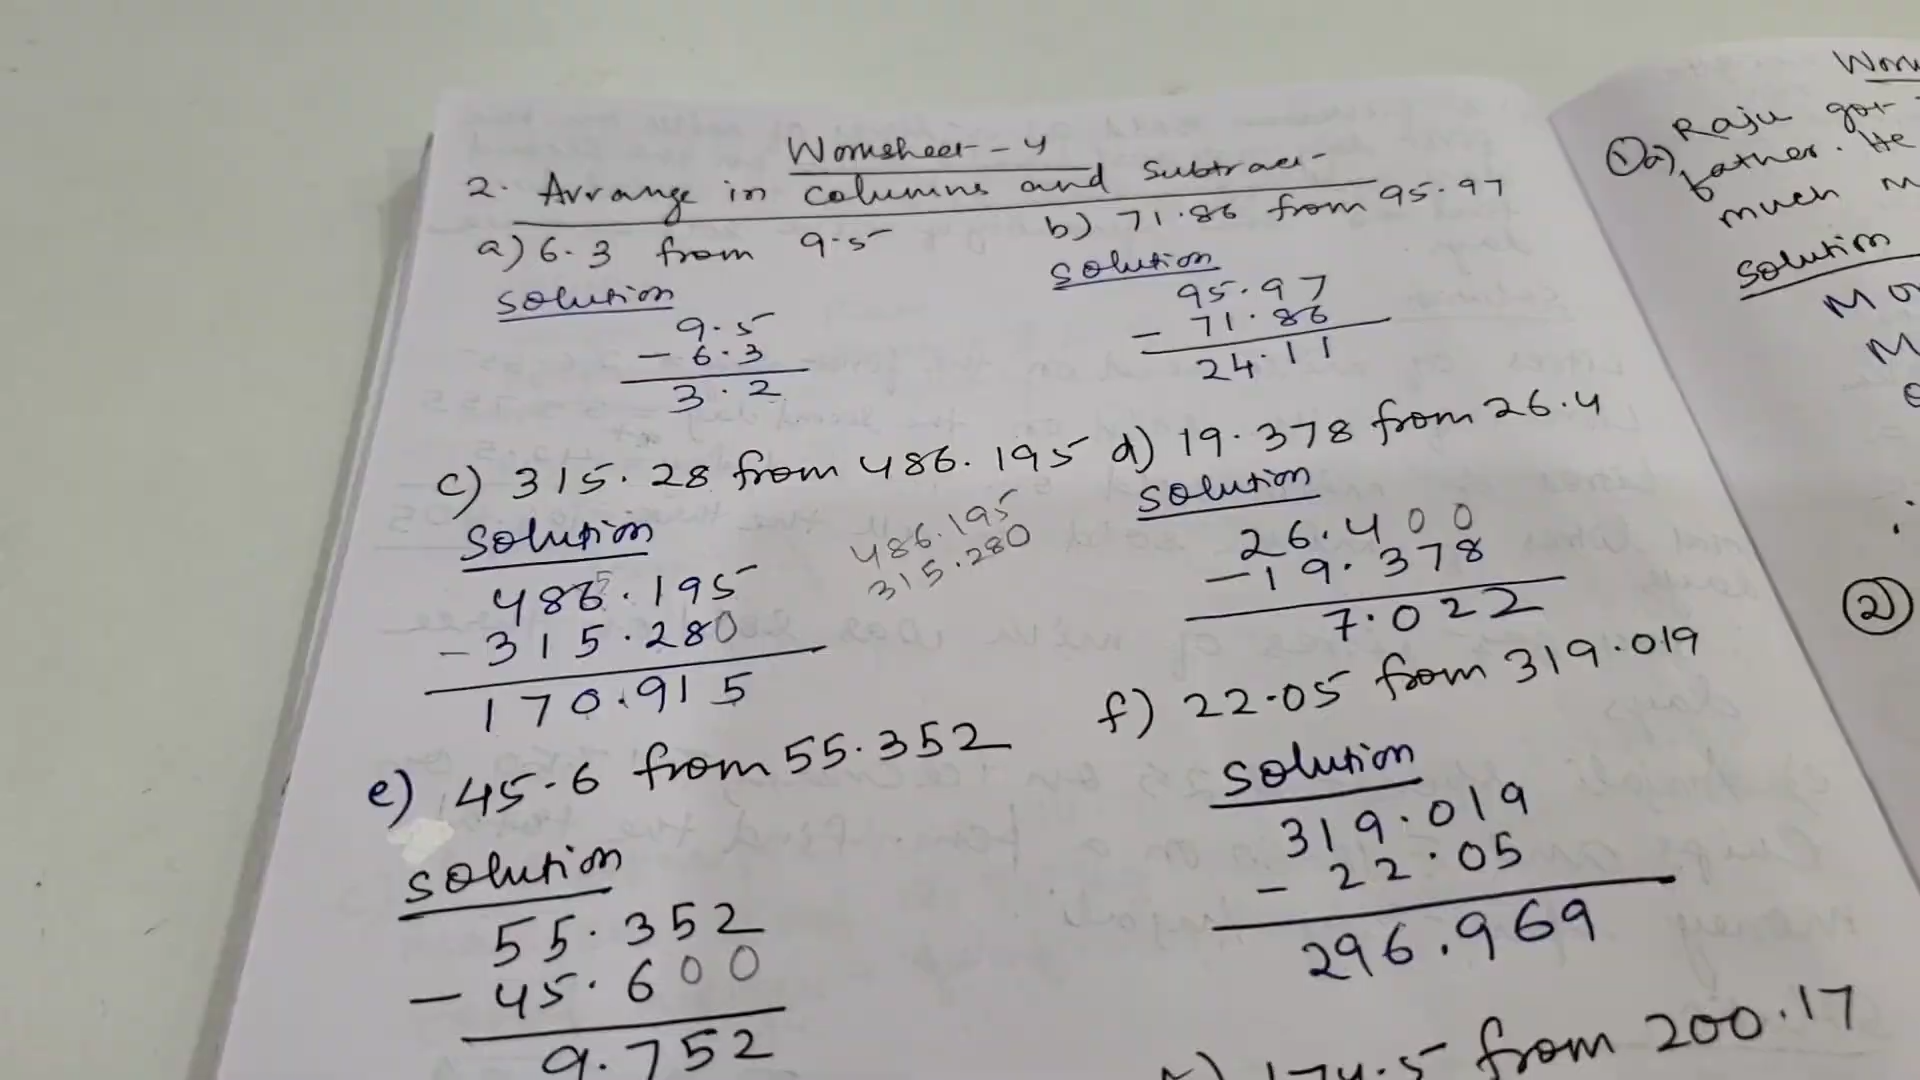 Worksheet - 4
2. Arrange in columns and Subtract
a) 6.3 from 9.5
solution
9.5
- 6.3
3.2
b) 71.86 from 95.97
solution
95.97
- 71.86
24.11
c) 315.28 from 486.195
solution
486.195
- 315.280
170.915
5
486.195
315.280
d) 19.378 from 26.4
solution
26.400
- 19.378
7.022
e) 45.6 from 55.352
solution
55.352
- 45.600
9.752
f) 22.05 from 319.019
solution
319.019
- 22.05
296.969
from 200.17
① a) Raju got
father. He
much
solution
②